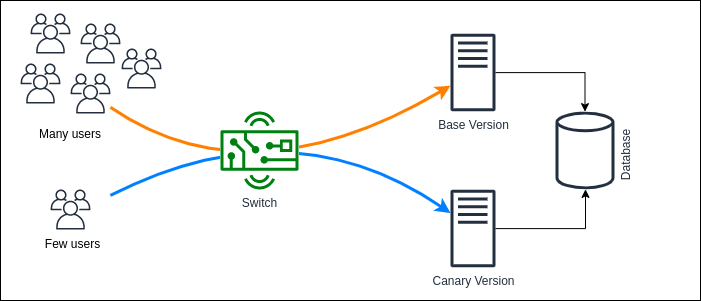 Many users
Few users
Switch
Base Version
Canary Version
Database